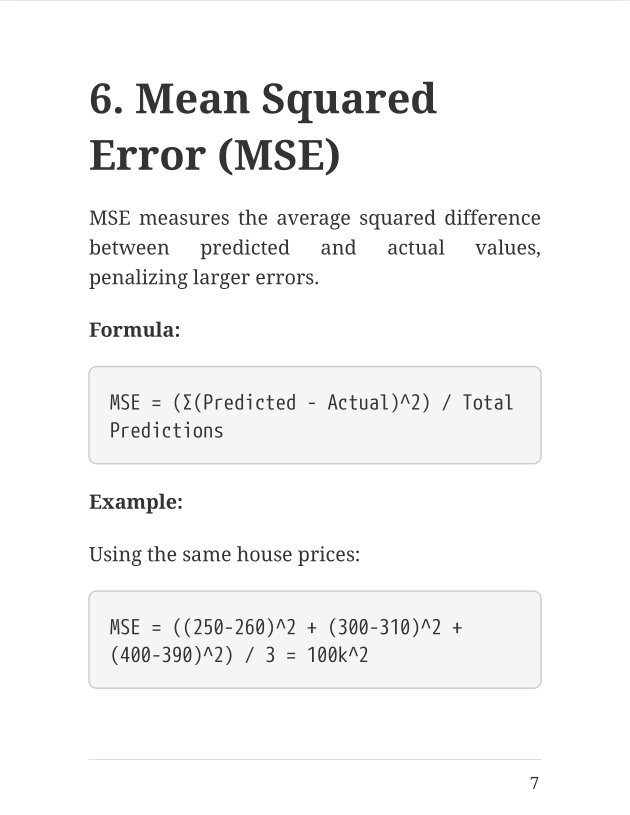 6. Mean Squared
Error (MSE)
MSE measures the average squared difference
between predicted and actual values,
penalizing larger errors.
Formula:
MSE = (Σ(Predicted - Actual)^2) / Total
Predictions
Example:
Using the same house prices:
MSE = ((250-260)^2 + (300-310)^2 +
(400-390)^2) / 3 = 100k^2
7